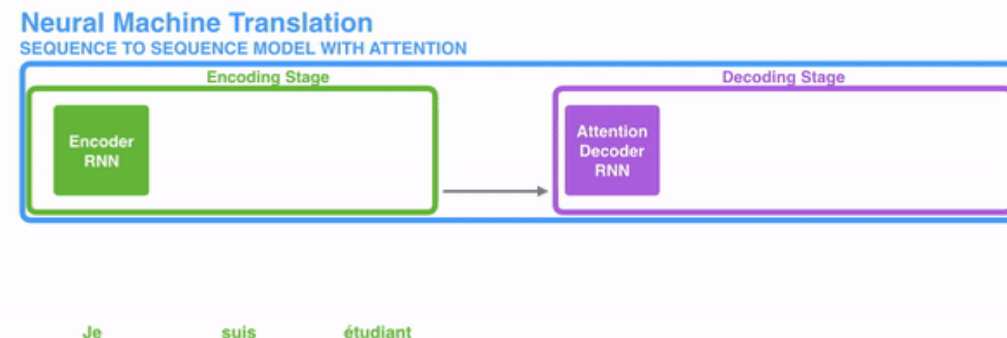 Neural Machine Translation
SEQUENCE TO SEQUENCE MODEL WITH ATTENTION
Encoding Stage
Decoding Stage
Encoder
RNN
Attention
Decoder
RNN
Je suis étudiant